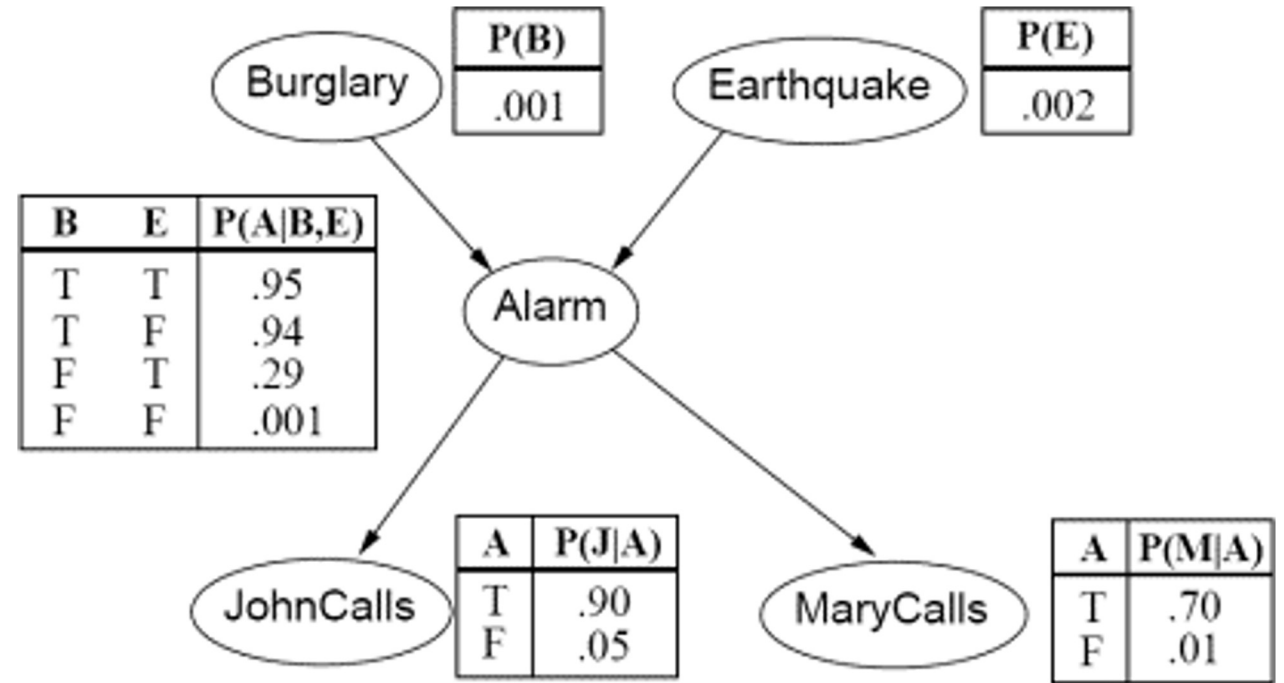 Burglary
P(B)
.001
Earthquake
P(E)
.002
B E P(A|B,E)
T T .95
T F .94
F T .29
F F .001
Alarm
JohnCalls
A P(J|A)
T .90
F .05
MaryCalls
A P(M|A)
T .70
F .01